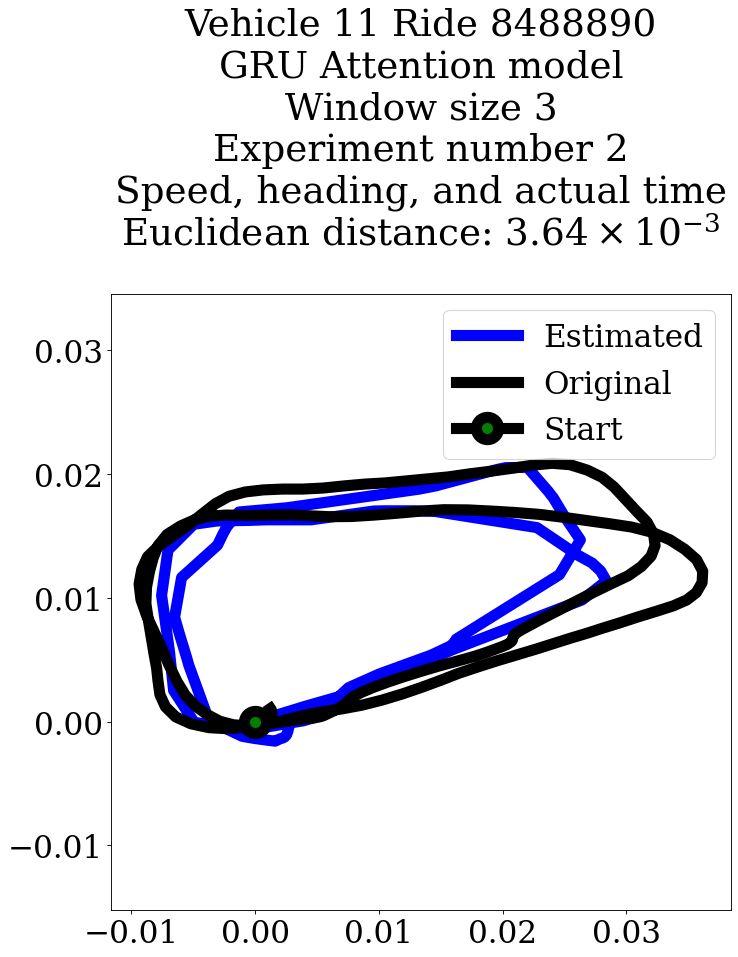 Vehicle 11 Ride 8488890
GRU Attention model
Window size 3
Experiment number 2
Speed, heading, and actual time
Euclidean distance: 3.64 × 10⁻³
Estimated
Original
Start
0.03
0.02
0.01
0.00
−0.01
−0.01 0.00 0.01 0.02 0.03